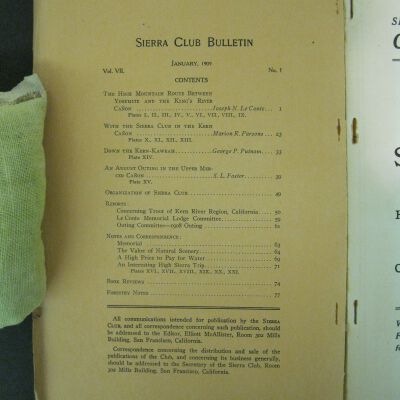 SIERRA CLUB BULLETIN
JANUARY, 1909
Vol. VII. No. 1
CONTENTS
THE HIGH MOUNTAIN ROUTE BETWEEN
YOSEMITE AND THE KING'S RIVER
CAÑON Joseph N. Le Conte 1
Plates I., II., III., IV., V., VI., VII., VIII., IX.
WITH THE SIERRA CLUB IN THE KERN
CAÑON Marion R. Parsons 23
Plates X., XI., XII., XIII.
DOWN THE KERN-KAWEAH George P. Putnam 33
Plate XIV.
AN AUGUST OUTING IN THE UPPER MER-
CED CAÑON S. L. Foster 39
Plate XV.
ORGANIZATION OF SIERRA CLUB 49
REPORTS:
Concerning Trout of Kern River Region, California 50
Le Conte Memorial Lodge Committee 59
Outing Committee—1908 Outing 61
NOTES AND CORRESPONDENCE:
Memorial 63
The Value of Natural Scenery 64
A High Price to Pay for Water 69
An Interesting High Sierra Trip 71
Plates XVI., XVII., XVIII., XIX., XX., XXI.
BOOK REVIEWS 74
FORESTRY NOTES 77
All communications intended for publication by the SIERRA
CLUB, and all correspondence concerning such publication, should
be addressed to the Editor, Elliott McAllister, Room 302 Mills
Building, San Francisco, California.
Correspondence concerning the distribution and sale of the
publications of the Club, and concerning its business generally,
should be addressed to the Secretary of the Sierra Club, Room
302 Mills Building, San Francisco, California.